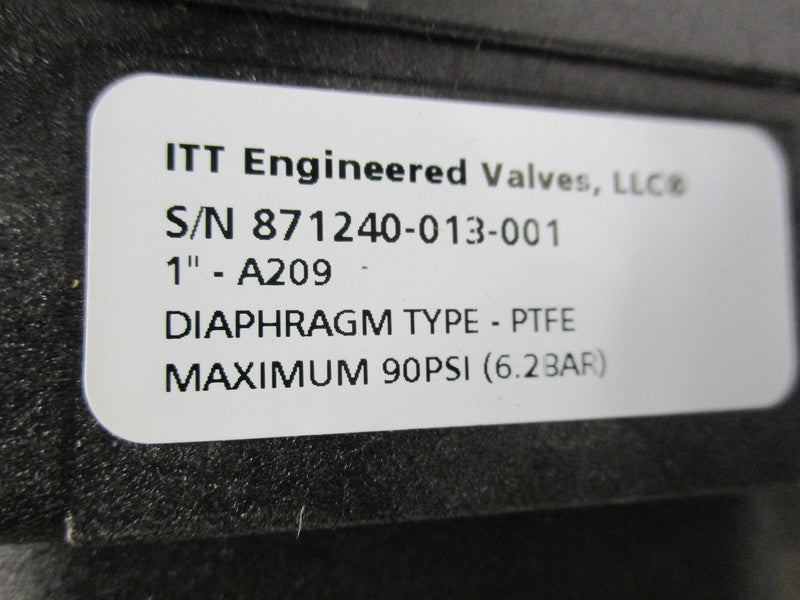 ITT Engineered Valves, LLC®
S/N 871240-013-001
1" - A209
DIAPHRAGM TYPE - PTFE
MAXIMUM 90PSI (6.2BAR)